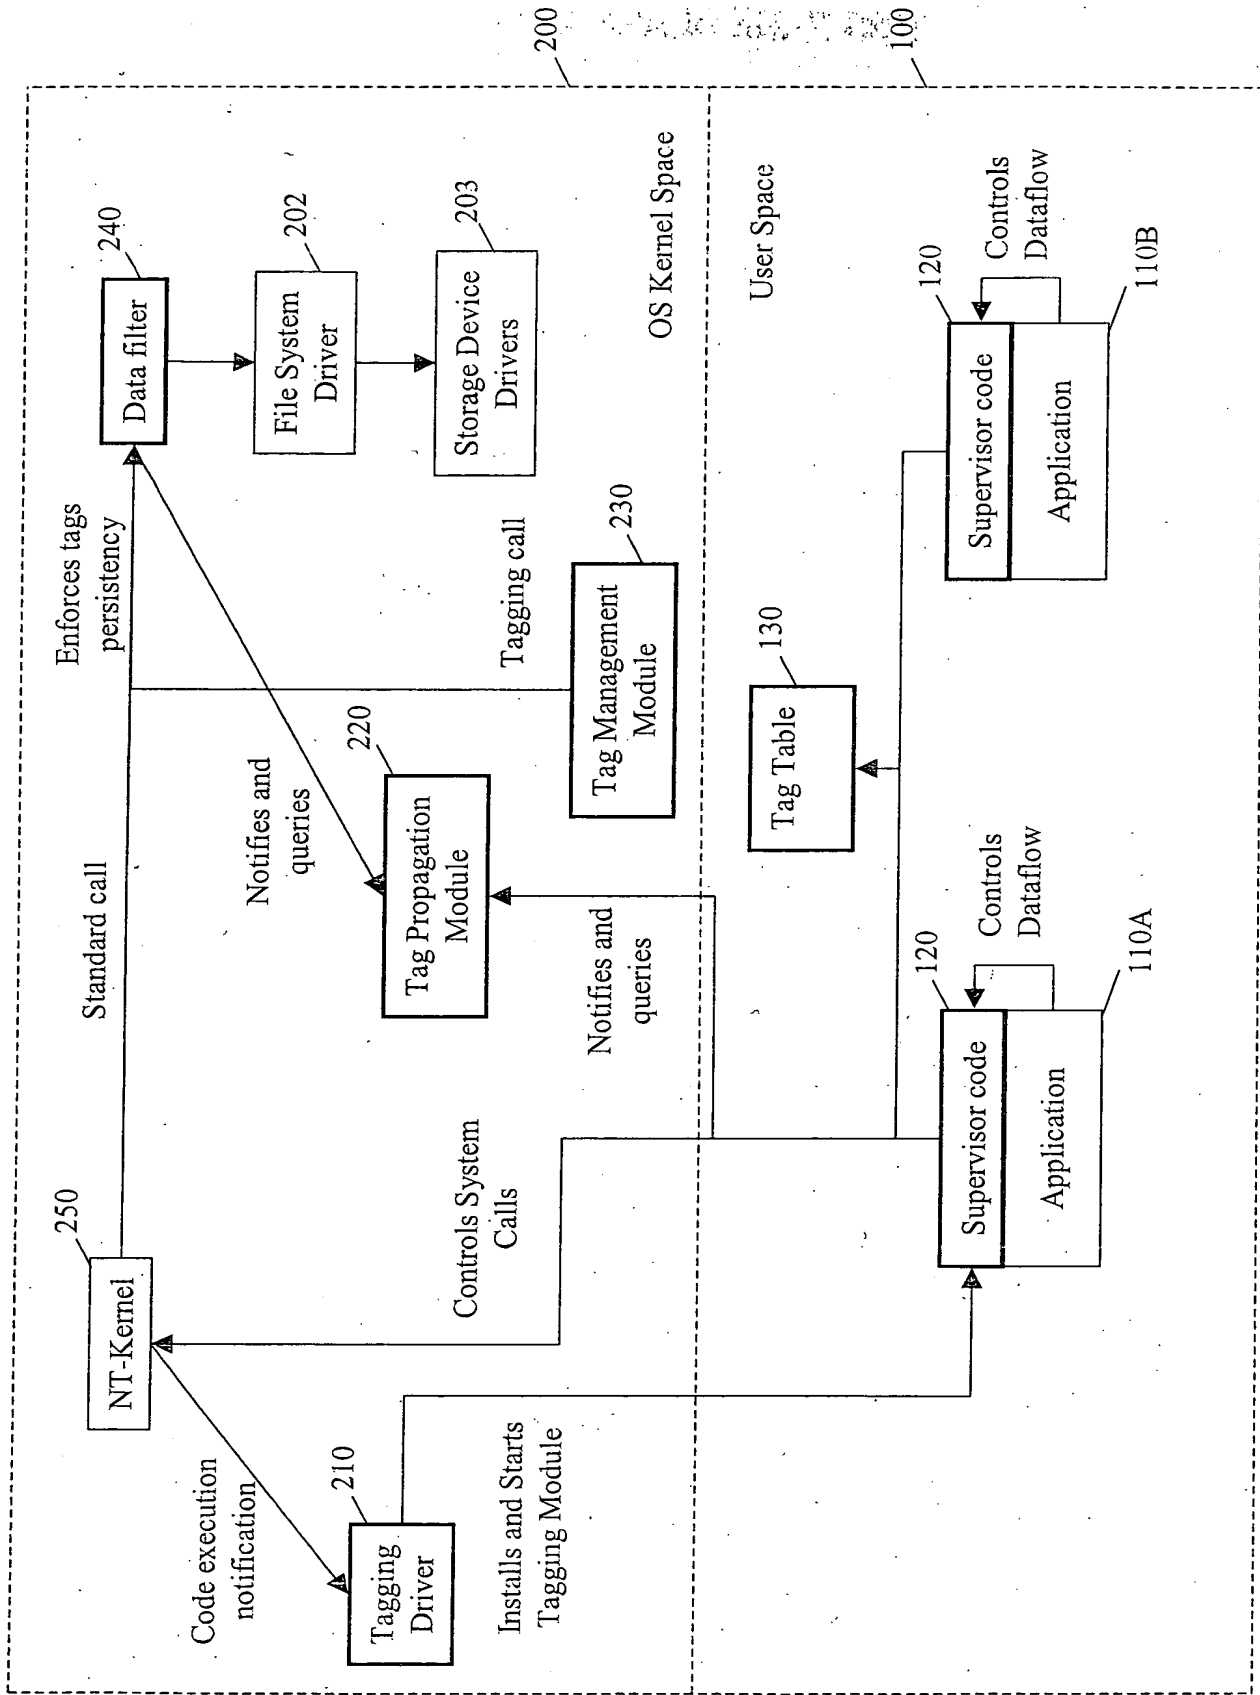 200
100
NT-Kernel
250
Standard call
Enforces tags
persistency
Data filter
240
Code execution
notification
Tagging
Driver
210
Notifies and
queries
File System
Driver
202
Tag Propagation
Module
220
Storage Device
Drivers
203
Controls System
Calls
Installs and Starts
Tagging Module
Tagging call
Notifies and
queries
Tag Management
Module
230
OS Kernel Space
User Space
Tag Table
130
Supervisor code
Application
120
Controls
Dataflow
110A
Supervisor code
Application
120
Controls
Dataflow
110B